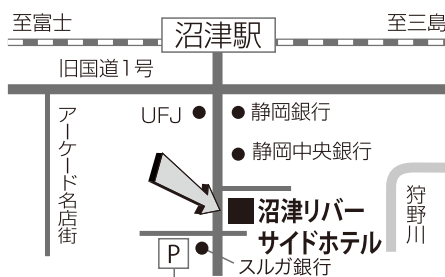 至富士
沼津駅
至三島
旧国道1号
UFJ
静岡銀行
静岡中央銀行
アーケード名店街
狩野川
沼津リバー
サイドホテル
P
スルガ銀行